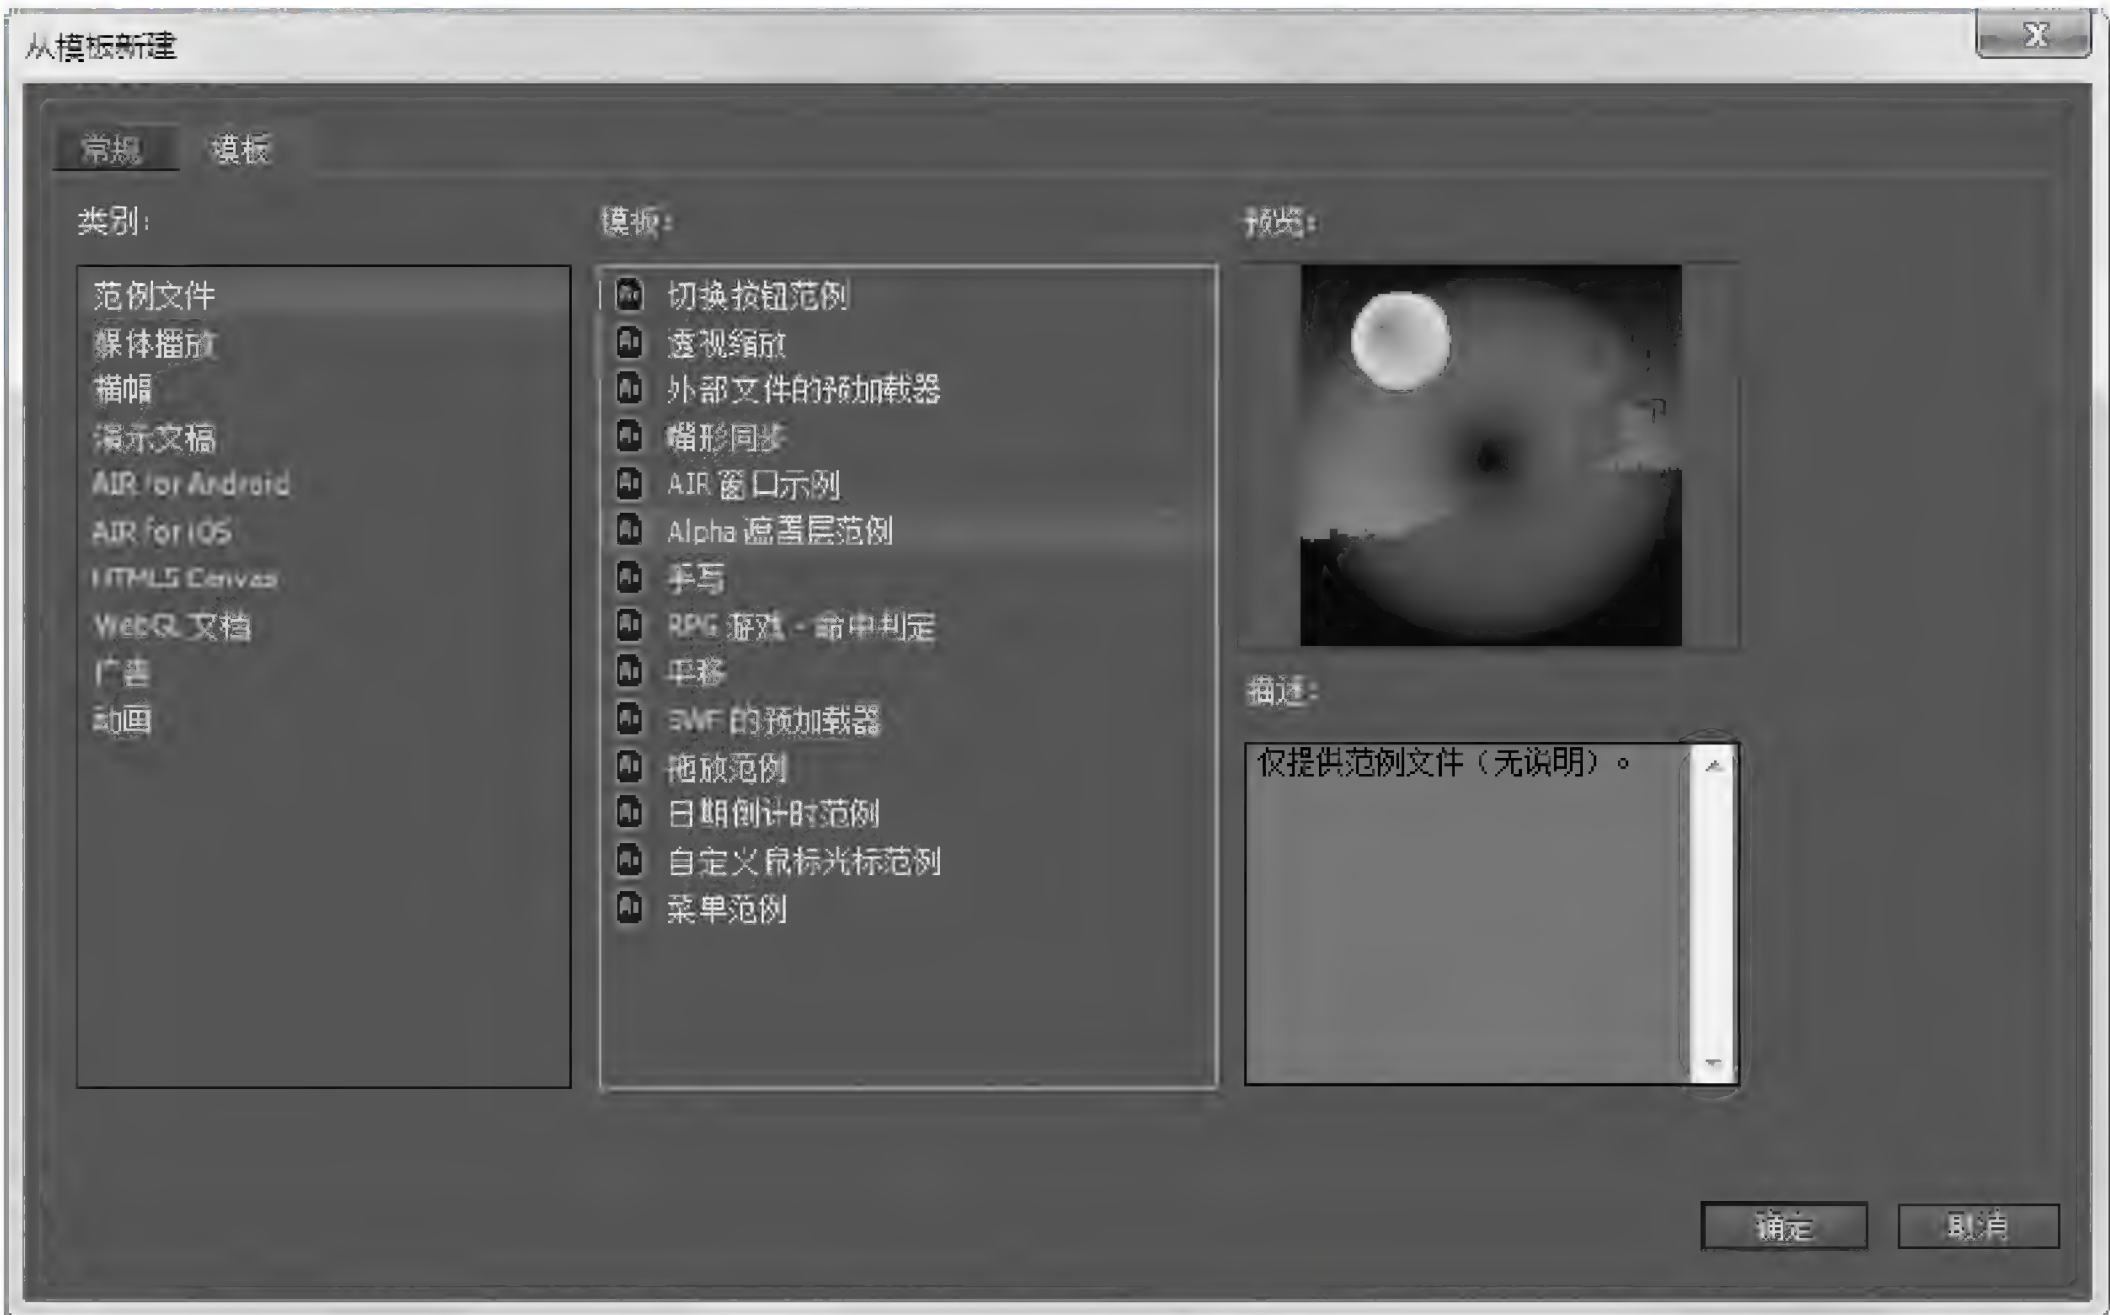 从模板新建
X
常规 模板
类别:
范例文件
媒体播放
横幅
演示文稿
AIR for Android
AIR for iOS
HTML5 Canvas
WebGL 文档
广告
动画
模板:
切换按钮范例
透视缩放
外部文件的预加载器
嘴形同步
AIR 窗口示例
Alpha 遮罩层范例
手写
RPG 游戏 - 命中判定
平移
SWF 的预加载器
拖放范例
日期倒计时范例
自定义鼠标光标范例
菜单范例
预览:
描述:
仅提供范例文件（无说明）。
确定 取消